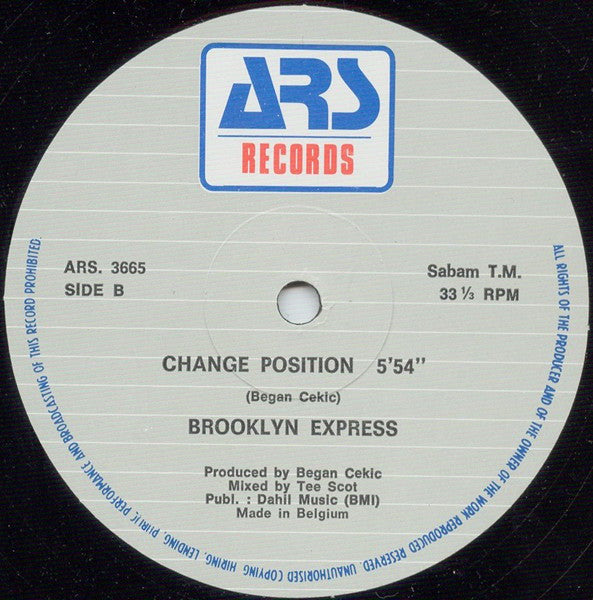 ARS
RECORDS
ARS. 3665
SIDE B
Sabam T.M.
33 ⅓ RPM
CHANGE POSITION 5'54"
(Began Cekic)
BROOKLYN EXPRESS
Produced by Began Cekic
Mixed by Tee Scot
Publ. : Dahil Music (BMI)
Made in Belgium
ALL RIGHTS OF THE PRODUCER AND OF THE OWNER OF THE WORK REPRODUCED RESERVED. UNAUTHORISED COPYING, HIRING, LENDING, PUBLIC PERFORMANCE AND BROADCASTING OF THIS RECORD PROHIBITED.